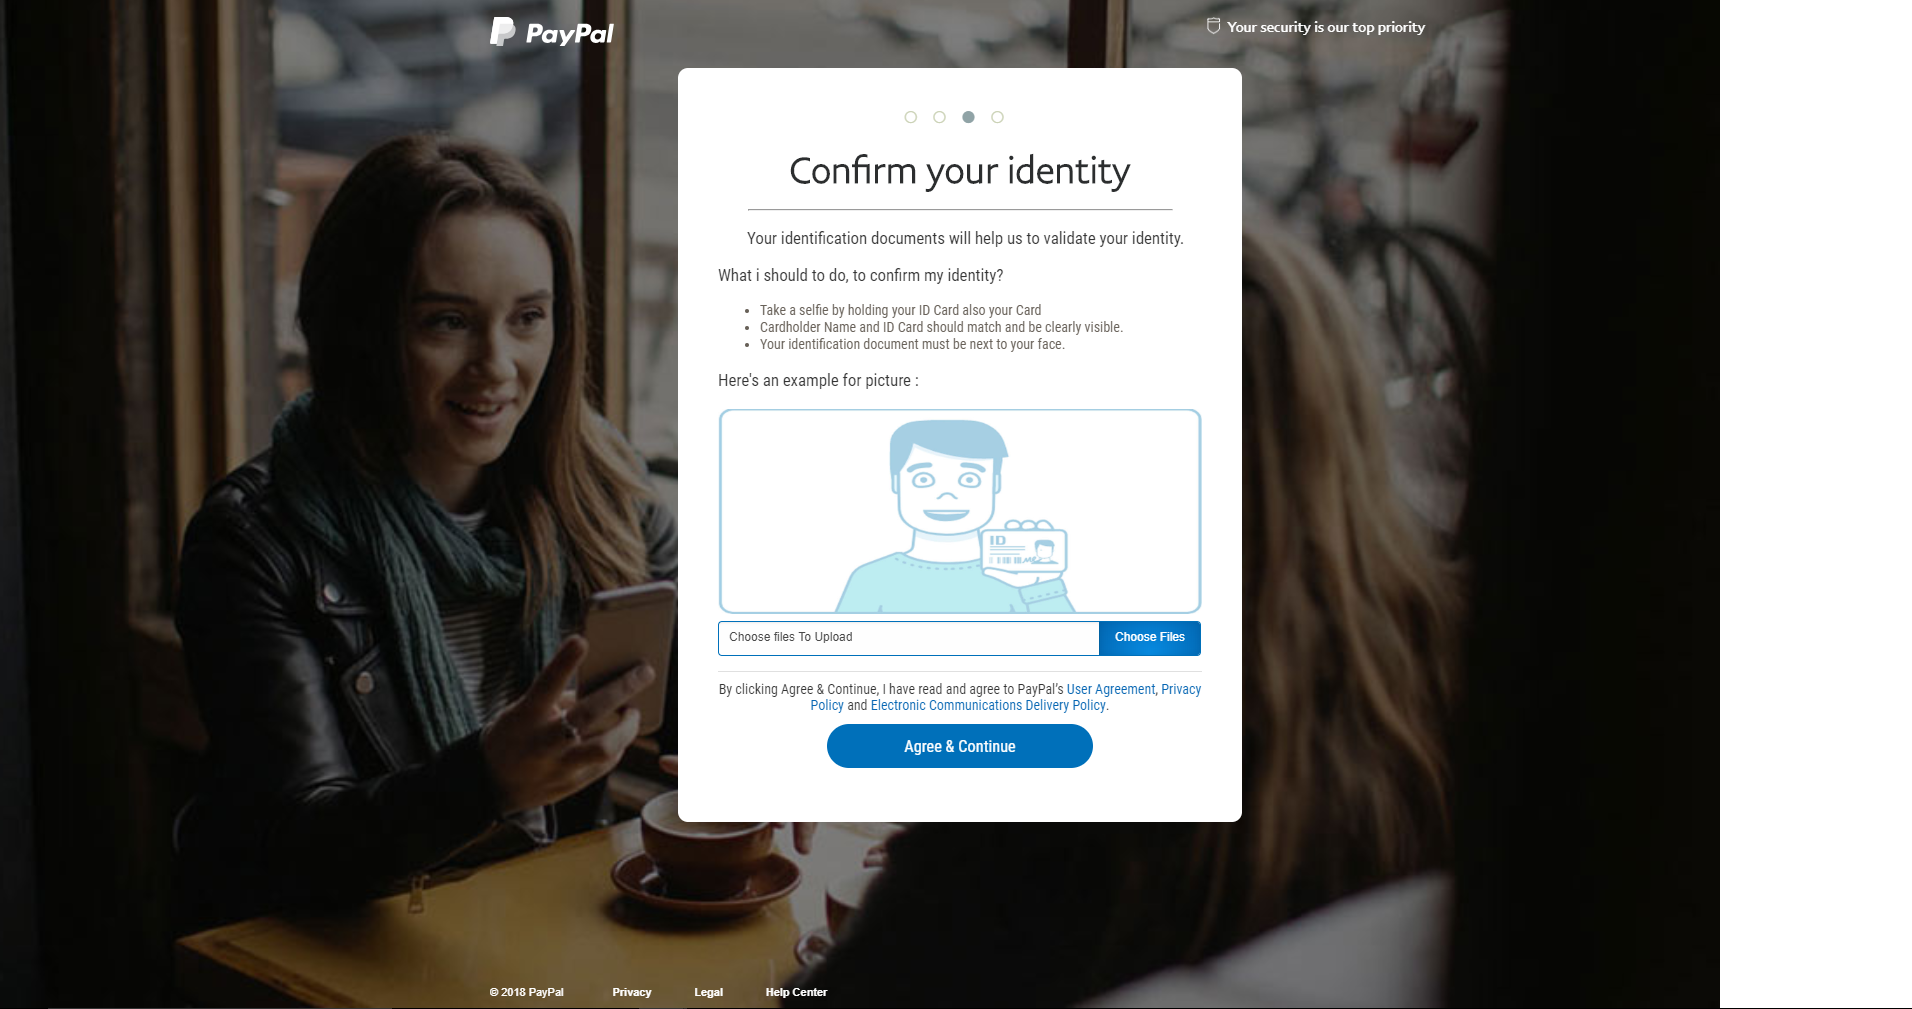 PayPal
Your security is our top priority
Confirm your identity
Your identification documents will help us to validate your identity.
What i should to do, to confirm my identity?
Take a selfie by holding your ID Card also your Card
Cardholder Name and ID Card should match and be clearly visible.
Your identification document must be next to your face.
Here's an example for picture :
ID
Choose files To Upload
Choose Files
By clicking Agree & Continue, I have read and agree to PayPal's User Agreement, Privacy
Policy and Electronic Communications Delivery Policy.
Agree & Continue
© 2018 PayPal Privacy Legal Help Center